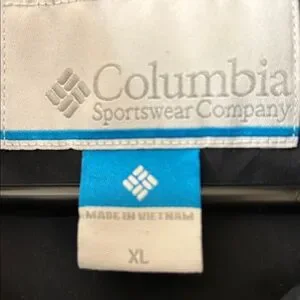 Columbia
Sportswear Company
MADE IN VIETNAM
XL